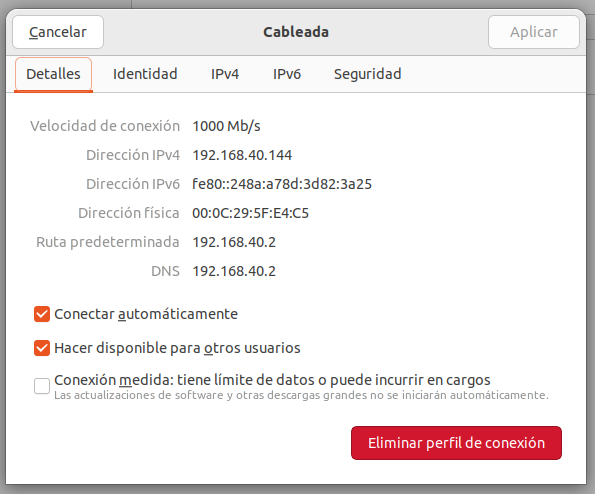 Cancelar
Cableada
Aplicar
Detalles
Identidad
IPv4
IPv6
Seguridad
Velocidad de conexión 1000 Mb/s
Dirección IPv4 192.168.40.144
Dirección IPv6 fe80::248a:a78d:3d82:3a25
Dirección física 00:0C:29:5F:E4:C5
Ruta predeterminada 192.168.40.2
DNS 192.168.40.2
Conectar automáticamente
Hacer disponible para otros usuarios
Conexión medida: tiene límite de datos o puede incurrir en cargos
Las actualizaciones de software y otras descargas grandes no se iniciarán automáticamente.
Eliminar perfil de conexión